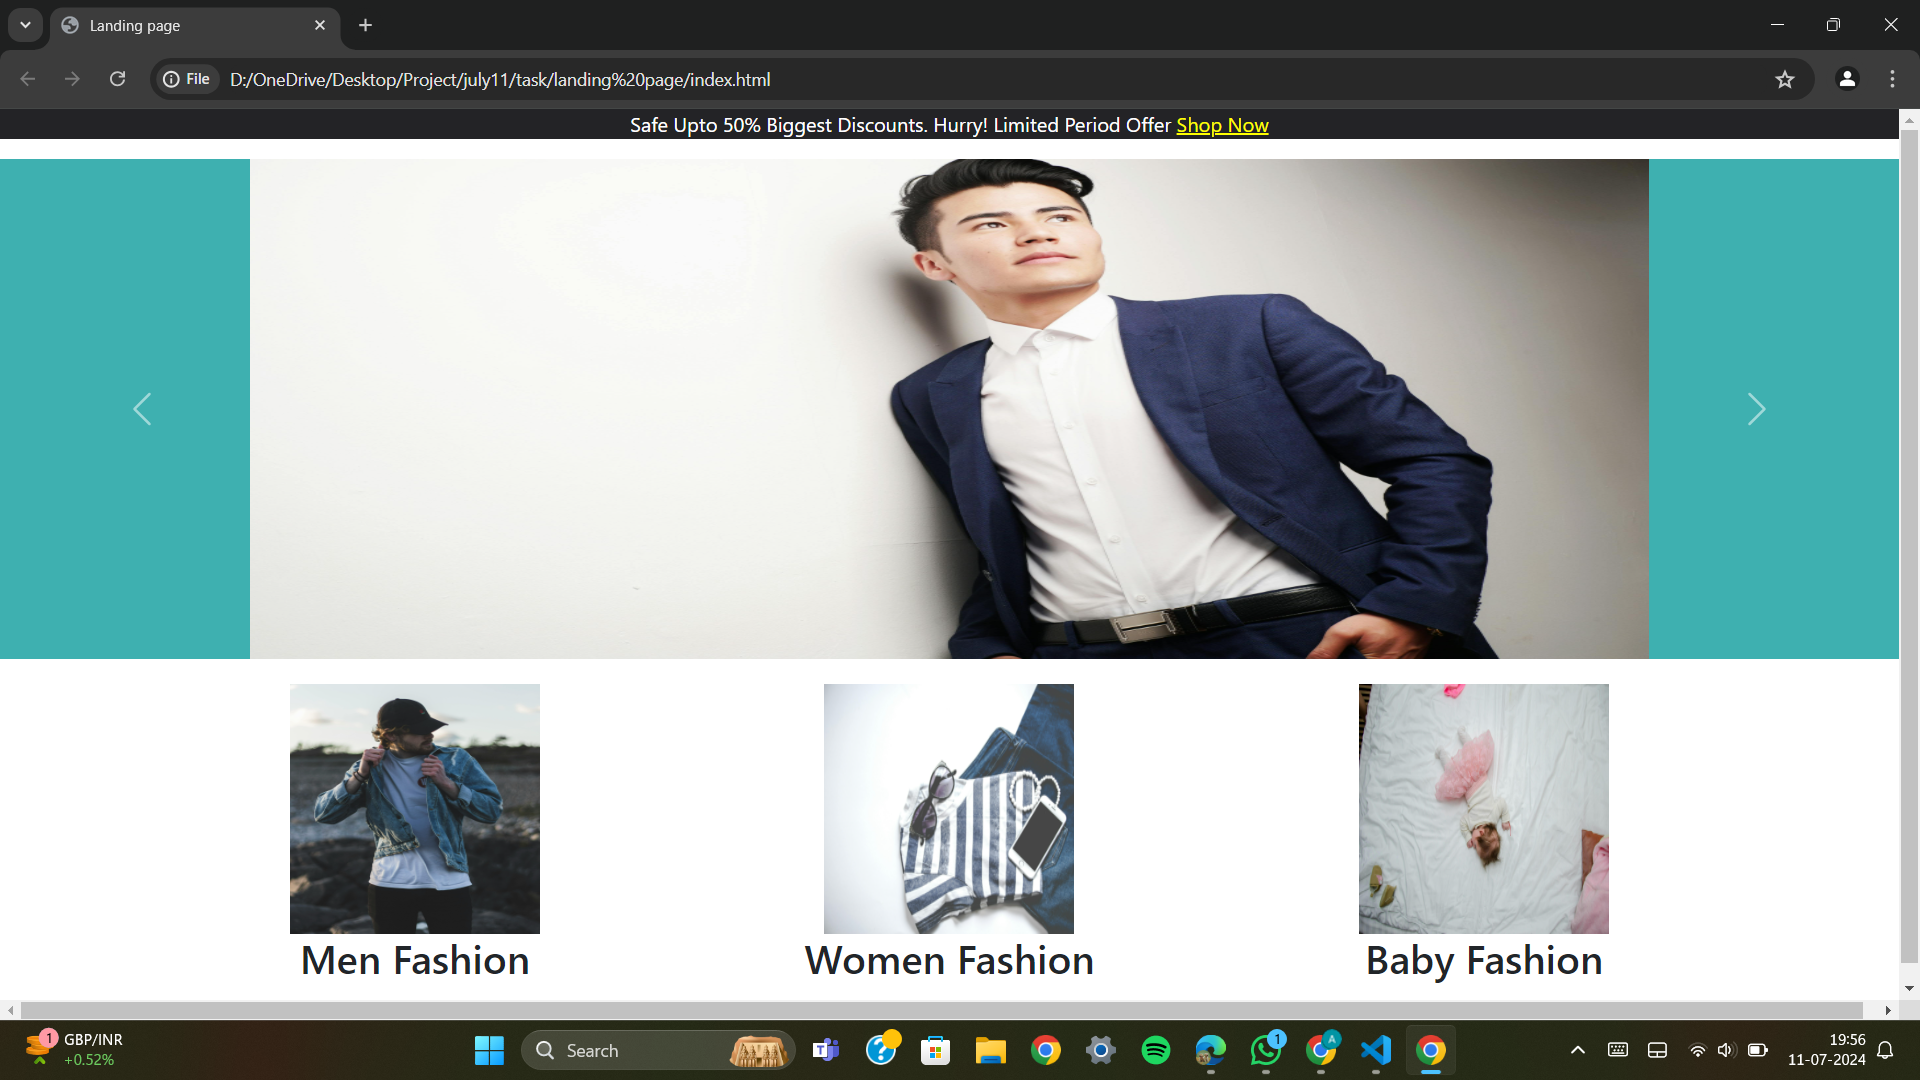 Landing page
File D:/OneDrive/Desktop/Project/july11/task/landing%20page/index.html
Safe Upto 50% Biggest Discounts. Hurry! Limited Period Offer Shop Now
Men Fashion Women Fashion Baby Fashion
1 GBP/INR
+0.52%
Search
1
A
19:56
11-07-2024